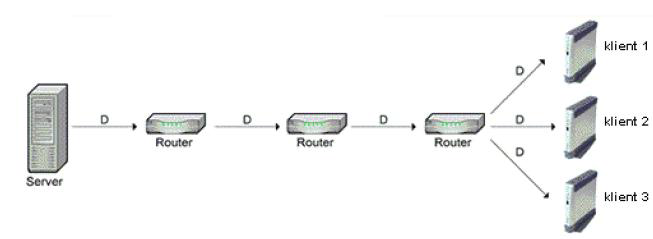 klient 1
D
D
D
D
D
klient 2
Router
Router
Router
D
Server
klient 3